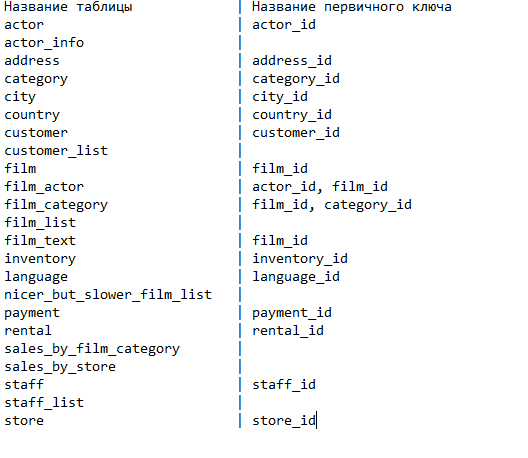 Название таблицы | Название первичного ключа
actor | actor_id
actor_info |
address | address_id
category | category_id
city | city_id
country | country_id
customer | customer_id
customer_list |
film | film_id
film_actor | actor_id, film_id
film_category | film_id, category_id
film_list |
film_text | film_id
inventory | inventory_id
language | language_id
nicer_but_slower_film_list |
payment | payment_id
rental | rental_id
sales_by_film_category |
sales_by_store |
staff | staff_id
staff_list |
store | store_id